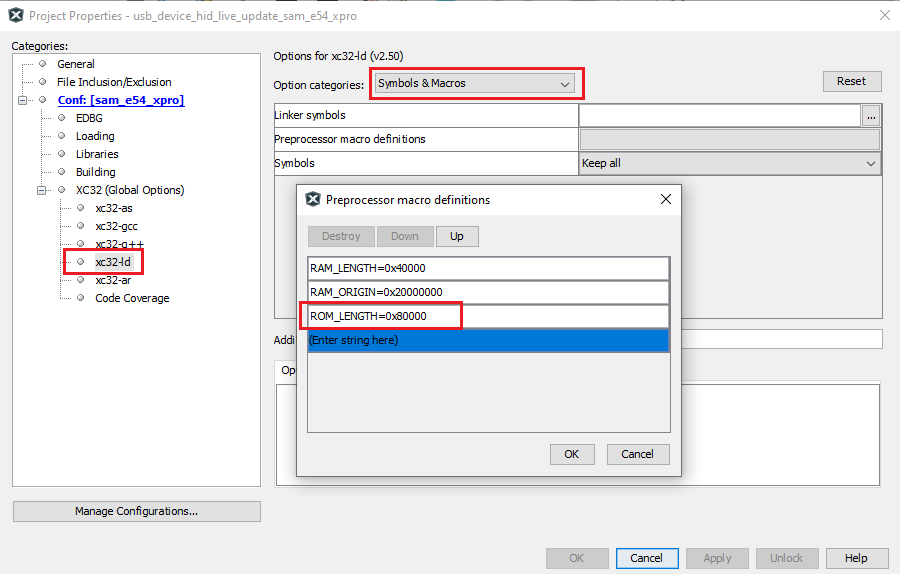 Project Properties - usb_device_hid_live_update_sam_e54_xpro
Categories:
General
File Inclusion/Exclusion
Conf: [sam_e54_xpro]
EDBG
Loading
Libraries
Building
XC32 (Global Options)
xc32-as
xc32-gcc
xc32-g++
xc32-ld
xc32-ar
Code Coverage
Manage Configurations...
Options for xc32-ld (v2.50)
Option categories: Symbols & Macros
Reset
Linker symbols
...
Preprocessor macro definitions
Symbols
Keep all
Preprocessor macro definitions
Destroy
Down
Up
RAM_LENGTH=0x40000
RAM_ORIGIN=0x20000000
ROM_LENGTH=0x80000
(Enter string here)
OK
Cancel
OK
Cancel
Apply
Unlock
Help